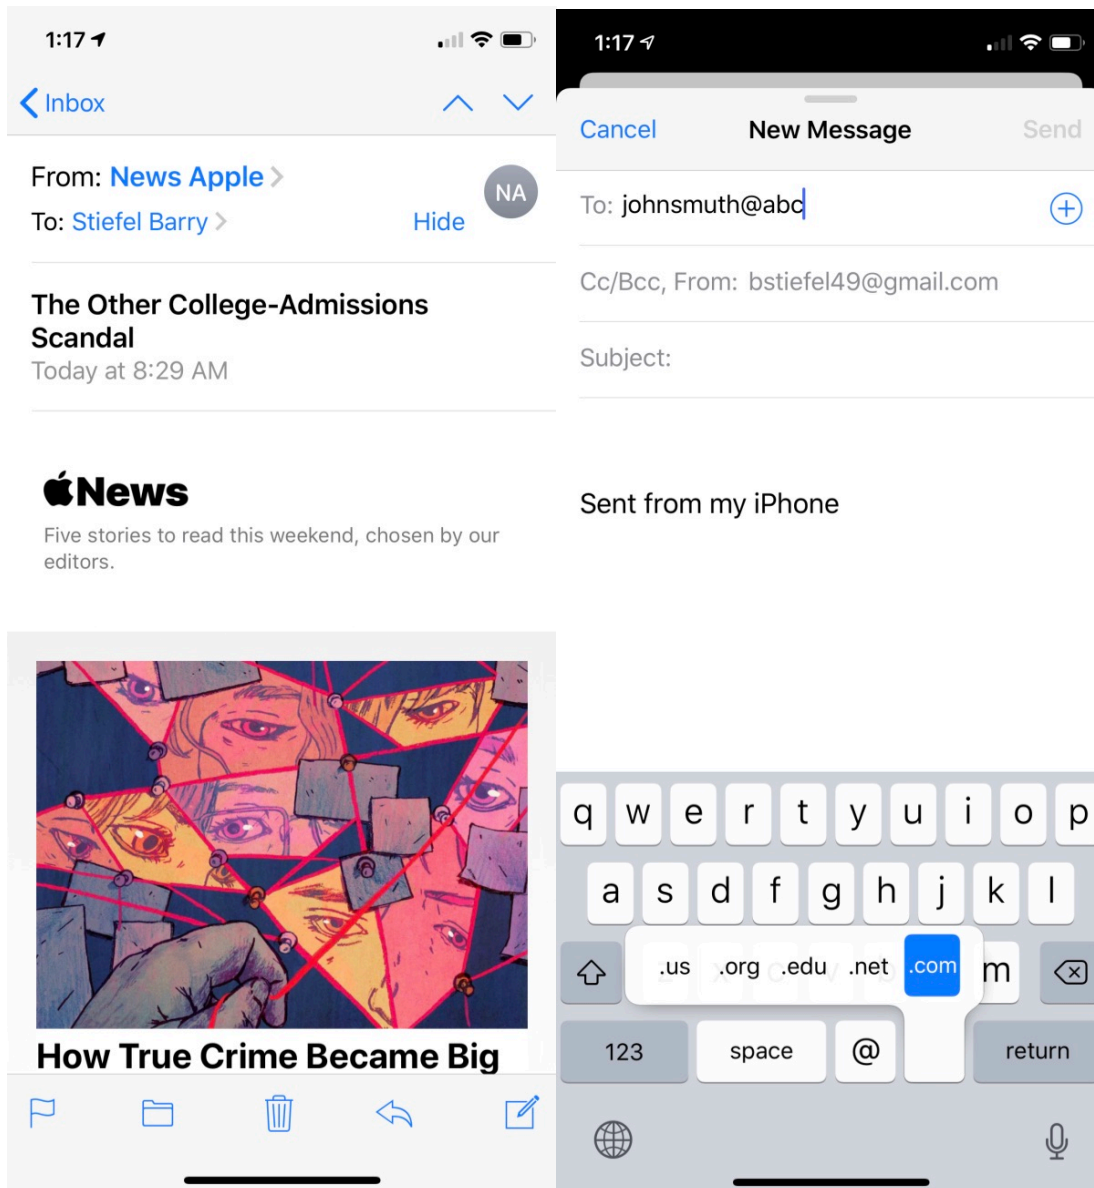 1:17
Inbox
From: News Apple
NA
To: Stiefel Barry
Hide
The Other College-Admissions
Scandal
Today at 8:29 AM
News
Five stories to read this weekend, chosen by our
editors.
How True Crime Became Big
1:17
Cancel New Message Send
To: johnsmuth@abc
Cc/Bcc, From: bstiefel49@gmail.com
Subject:
Sent from my iPhone
q w e r t y u i o p
a s d f g h j k l
.us .org .edu .net .com m
123 space @ return